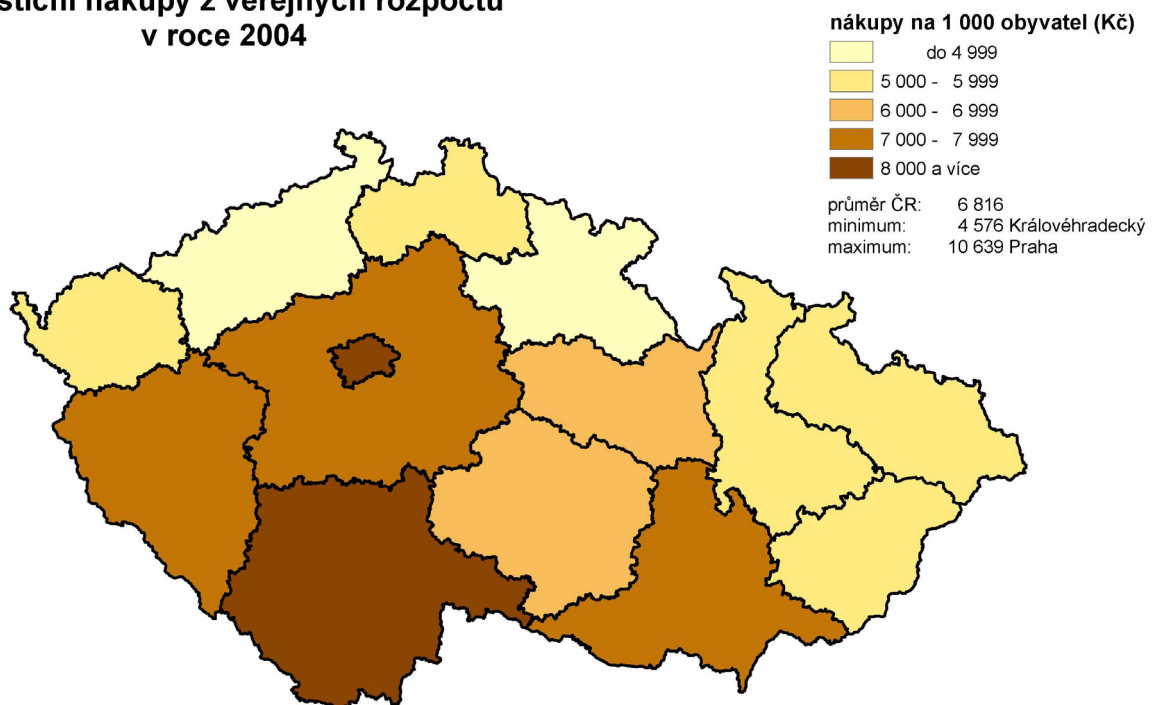 nákupy z veřejných rozpočtů
v roce 2004
nákupy na 1 000 obyvatel (Kč)
do 4 999
5 000 - 5 999
6 000 - 6 999
7 000 - 7 999
8 000 a více
průměr ČR: 6 816
minimum: 4 576 Královéhradecký
maximum: 10 639 Praha